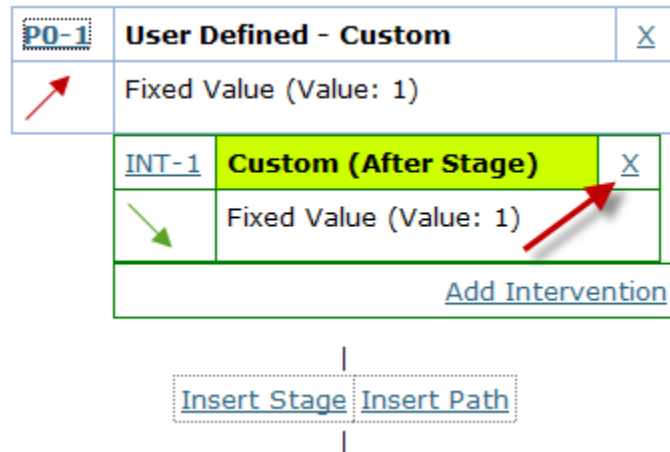 P0-1 User Defined - Custom X
Fixed Value (Value: 1)
INT-1 Custom (After Stage) X
Fixed Value (Value: 1)
Add Intervention
Insert Stage Insert Path